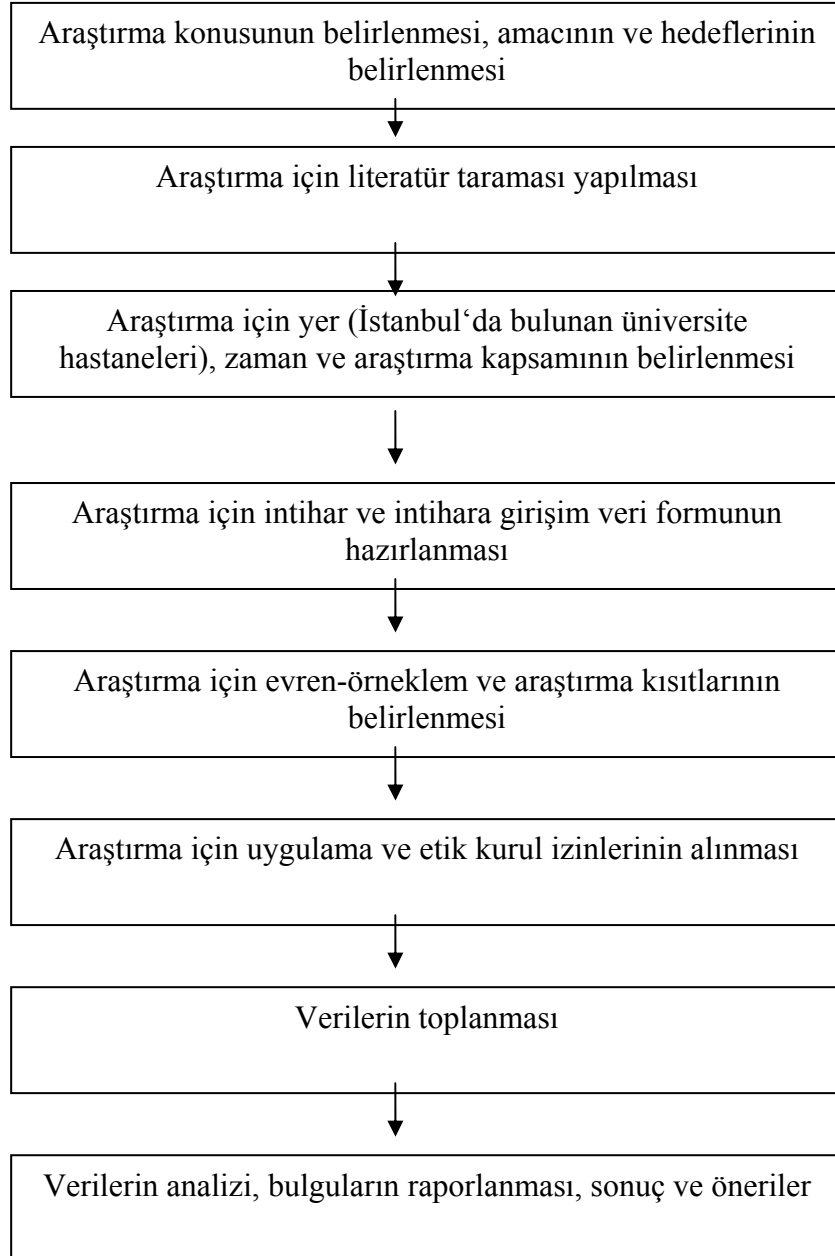 Araştırma konusunun belirlenmesi, amacının ve hedeflerinin
belirlenmesi
Araştırma için literatür taraması yapılması
Araştırma için yer (İstanbul‘da bulunan üniversite
hastaneleri), zaman ve araştırma kapsamının belirlenmesi
Araştırma için intihar ve intihara girişim veri formunun
hazırlanması
Araştırma için evren-örneklem ve araştırma kısıtlarının
belirlenmesi
Araştırma için uygulama ve etik kurul izinlerinin alınması
Verilerin toplanması
Verilerin analizi, bulguların raporlanması, sonuç ve öneriler